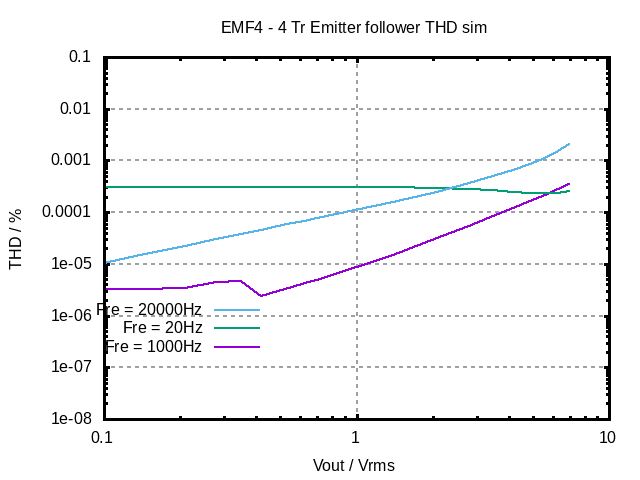 EMF4 - 4 Tr Emitter follower THD sim
0.1
0.01
0.001
0.0001
1e-05
1e-06
1e-07
1e-08
THD / %
Fre = 20000Hz
Fre = 20Hz
Fre = 1000Hz
0.1
1
10
Vout / Vrms